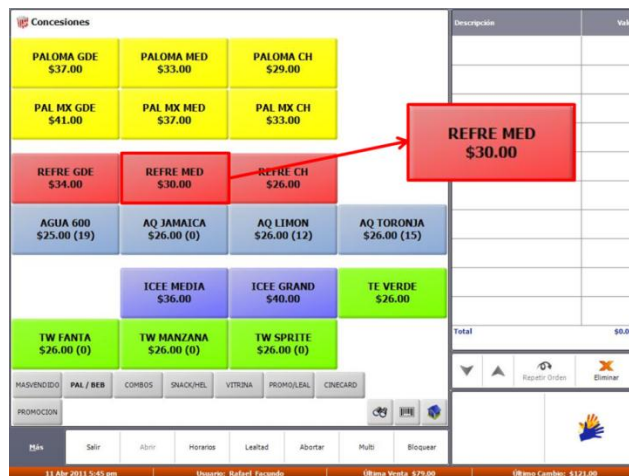 Concesiones
Descripción Val
PALOMA GDE
$37.00
PALOMA MED
$33.00
PALOMA CH
$29.00
PAL MX GDE
$41.00
PAL MX MED
$37.00
PAL MX CH
$33.00
REFRE MED
$30.00
REFRE GDE
$34.00
REFRE MED
$30.00
REFRE CH
$26.00
AGUA 600
$25.00 (19)
AQ JAMAICA
$26.00 (0)
AQ LIMON
$26.00 (12)
AQ TORONJA
$26.00 (15)
ICEE MEDIA
$36.00
ICEE GRAND
$40.00
TE VERDE
$26.00
TW FANTA
$26.00 (0)
TW MANZANA
$26.00 (0)
TW SPRITE
$26.00 (0)
Total $0.0
MASVENDIDO PAL / BEB COMBOS SNACK/HEL VITRINA PROMO/LEAL CINECARD
Repetir Orden Eliminar
PROMOCION
Más Salir Abrir Horarios Lealtad Abortar Multi Bloquear
11 Abr 2011 5:45 pm Usuario: Rafael Facundo Última Venta $79.00 Último Cambio: $121.00